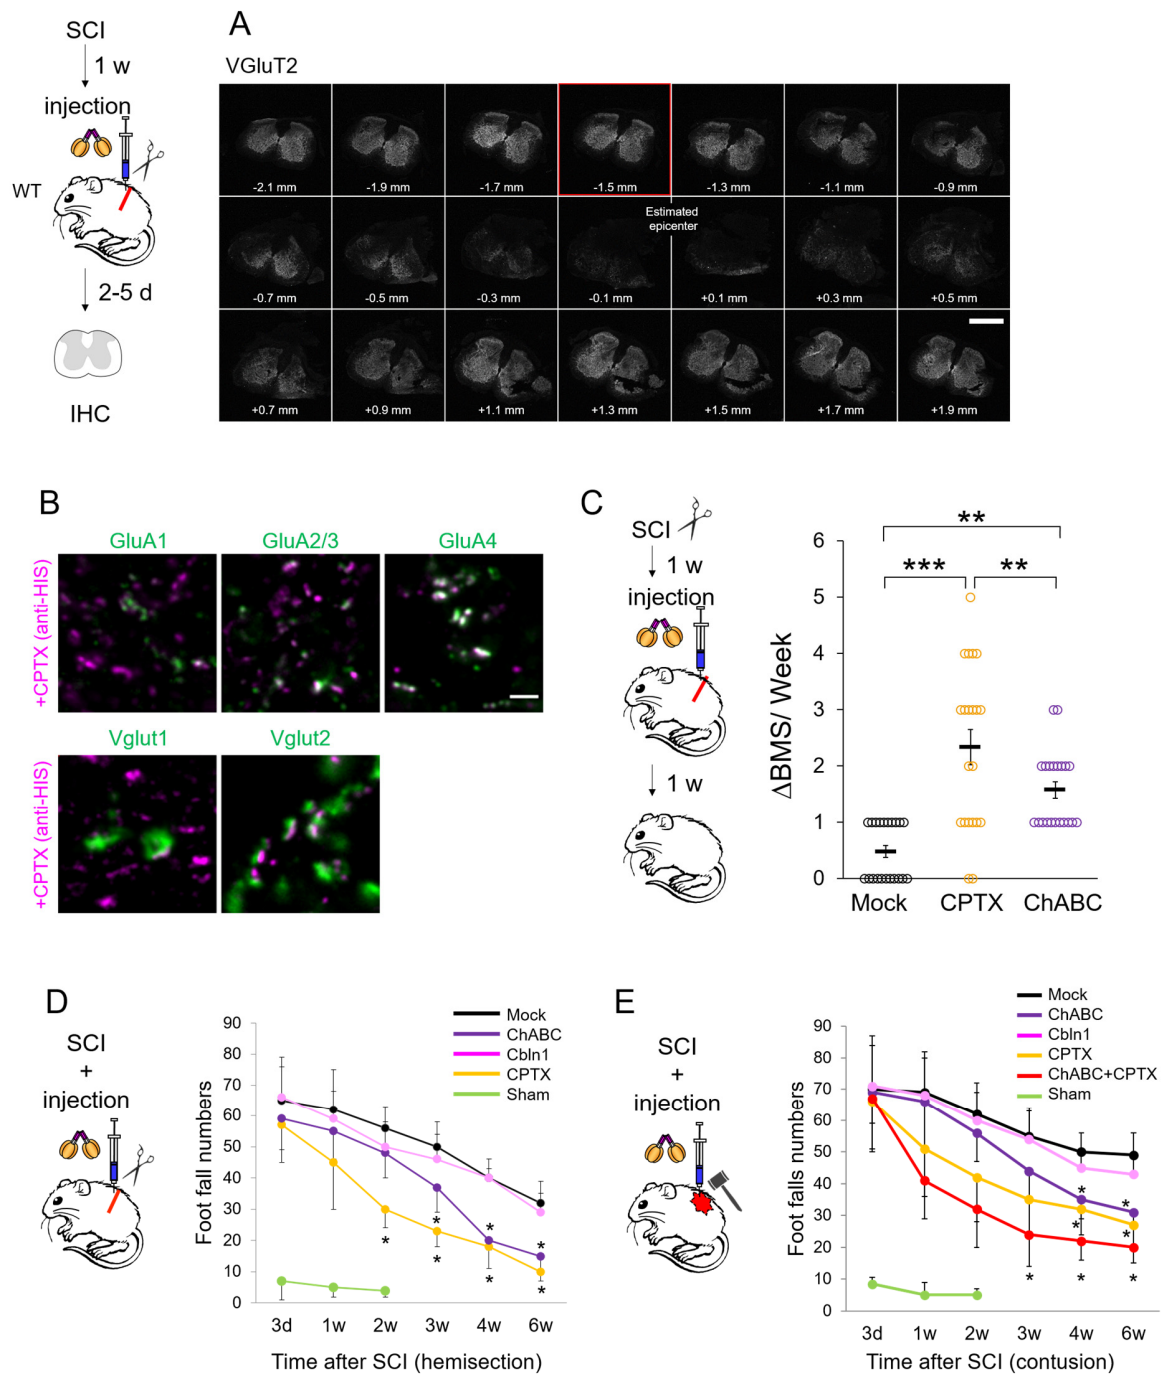 SCI
1 w
injection
WT
2-5 d
IHC
A
VGluT2
-2.1 mm
-1.9 mm
-1.7 mm
-1.5 mm
-1.3 mm
-1.1 mm
-0.9 mm
Estimated
epicenter
-0.7 mm
-0.5 mm
-0.3 mm
-0.1 mm
+0.1 mm
+0.3 mm
+0.5 mm
+0.7 mm
+0.9 mm
+1.1 mm
+1.3 mm
+1.5 mm
+1.7 mm
+1.9 mm
B
GluA1
GluA2/3
GluA4
+CPTX (anti-HIS)
Vglut1
Vglut2
+CPTX (anti-HIS)
C
SCI
1 w
injection
1 w
**
***
**
ΔBMS/ Week
6
5
4
3
2
1
0
Mock
CPTX
ChABC
D
SCI
+
injection
Mock
ChABC
Cbln1
CPTX
Sham
Foot fall numbers
90
80
70
60
50
40
30
20
10
0
*
*
*
*
*
*
*
3d
1w
2w
3w
4w
6w
Time after SCI (hemisection)
E
SCI
+
injection
Mock
ChABC
Cbln1
CPTX
ChABC+CPTX
Sham
Foot falls numbers
90
80
70
60
50
40
30
20
10
0
*
*
*
*
*
*
*
3d
1w
2w
3w
4w
6w
Time after SCI (contusion)